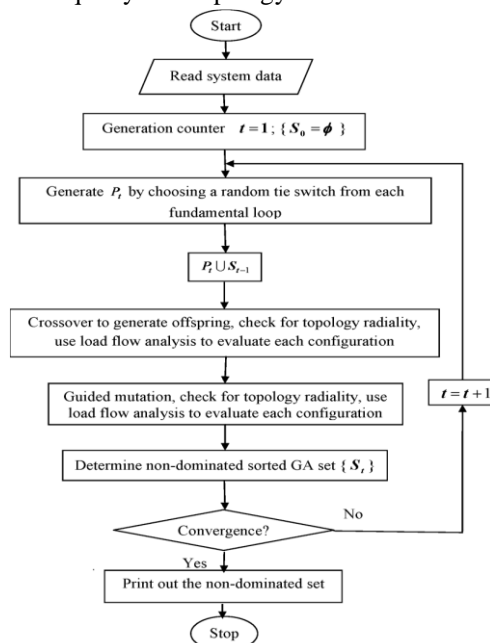 Start
Read system data
Generation counter t = 1 ; { S₀ = ϕ }
Generate Pₜ by choosing a random tie switch from each
fundamental loop
Pₜ ∪ Sₜ₋₁
Crossover to generate offspring, check for topology radiality,
use load flow analysis to evaluate each configuration
Guided mutation, check for topology radiality, use
load flow analysis to evaluate each configuration
t = t + 1
Determine non-dominated sorted GA set { Sₜ }
No
Convergence?
Yes
Print out the non-dominated set
Stop